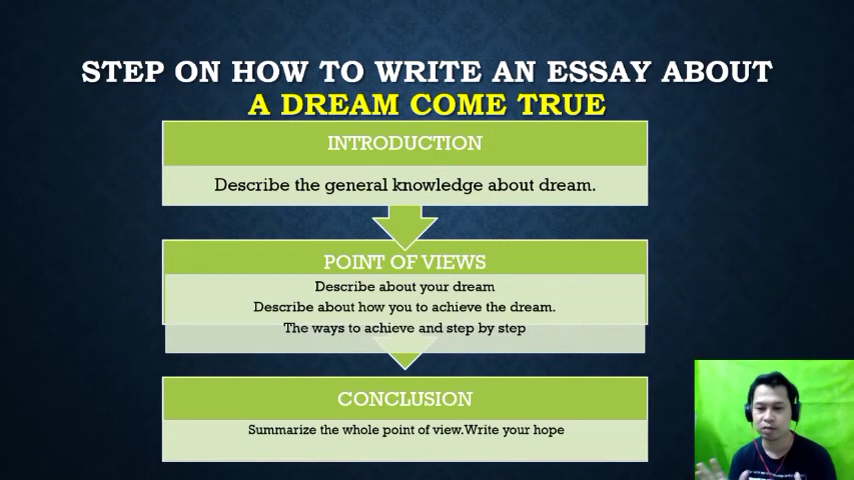 STEP ON HOW TO WRITE AN ESSAY ABOUT
A DREAM COME TRUE
INTRODUCTION
Describe the general knowledge about dream.
POINT OF VIEWS
Describe about your dream
Describe about how you to achieve the dream.
The ways to achieve and step by step
CONCLUSION
Summarize the whole point of view.Write your hope